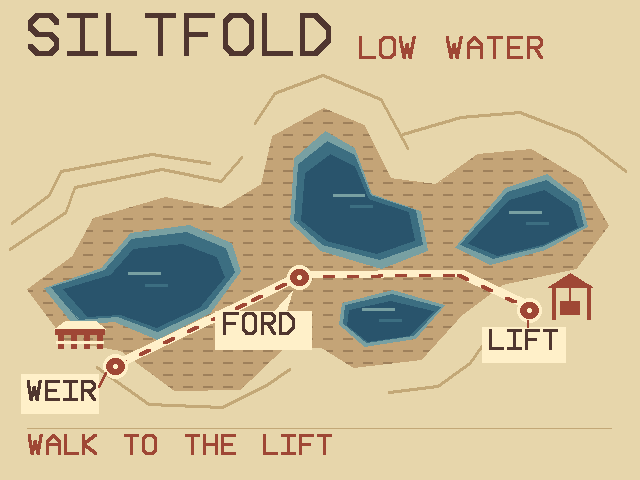 SILTFOLD
LOW WATER
FORD
LIFT
WEIR
WALK TO THE LIFT